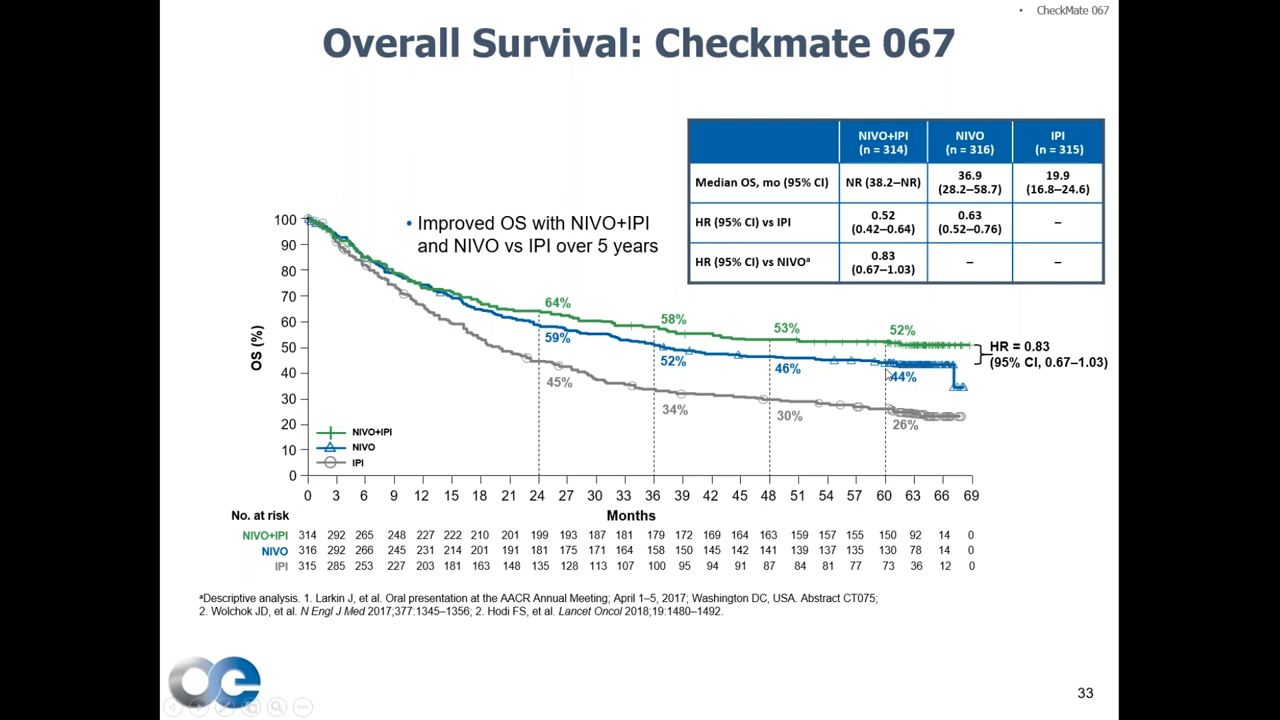 • CheckMate 067
Overall Survival: Checkmate 067
NIVO+IPI (n = 314) NIVO (n = 316) IPI (n = 315)
Median OS, mo (95% CI) NR (38.2–NR) 36.9 (28.2–58.7) 19.9 (16.8–24.6)
HR (95% CI) vs IPI 0.52 (0.42–0.64) 0.63 (0.52–0.76) –
HR (95% CI) vs NIVOᵃ 0.83 (0.67–1.03) – –
• Improved OS with NIVO+IPI
and NIVO vs IPI over 5 years
OS (%)
100
90
80
70
60
50
40
30
20
10
0
64% 58% 53% 52%
59% 52% 46% 44%
45% 34% 30% 26%
HR = 0.83
(95% CI, 0.67–1.03)
NIVO+IPI
NIVO
IPI
0 3 6 9 12 15 18 21 24 27 30 33 36 39 42 45 48 51 54 57 60 63 66 69
Months
No. at risk
NIVO+IPI 314 292 265 248 227 222 210 201 199 193 187 181 179 172 169 164 163 159 157 155 150 92 14 0
NIVO 316 292 266 245 231 214 201 191 181 175 171 164 158 150 145 142 141 139 137 135 130 78 14 0
IPI 315 285 253 227 203 181 163 148 135 128 113 107 100 95 94 91 87 84 81 77 73 36 12 0
ᵃDescriptive analysis. 1. Larkin J, et al. Oral presentation at the AACR Annual Meeting; April 1–5, 2017; Washington DC, USA. Abstract CT075;
2. Wolchok JD, et al. N Engl J Med 2017;377:1345–1356; 2. Hodi FS, et al. Lancet Oncol 2018;19:1480–1492.
oe
33